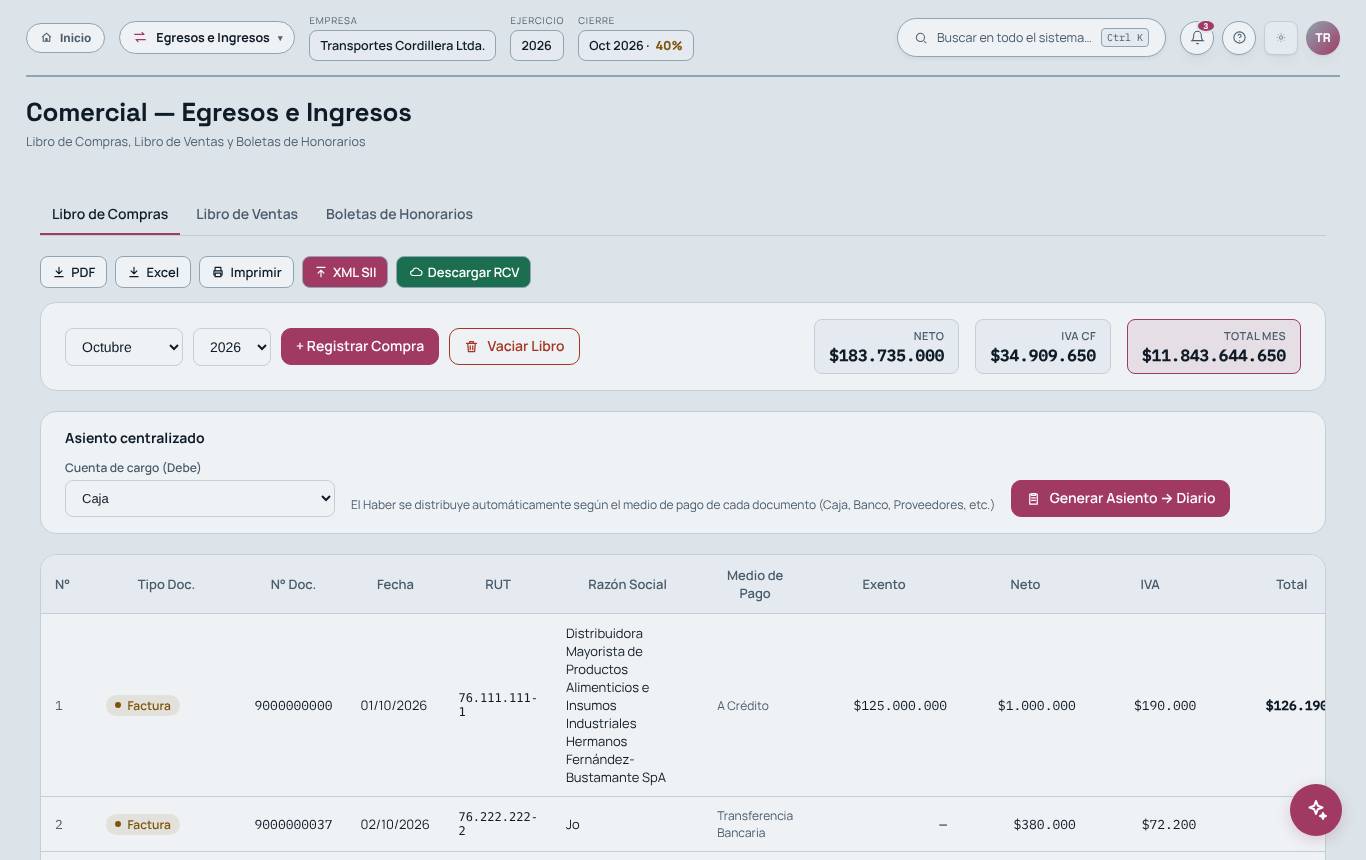 Inicio
Egresos e Ingresos ▾
EMPRESA
Transportes Cordillera Ltda.
EJERCICIO
2026
CIERRE
Oct 2026 · 40%
Buscar en todo el sistema... Ctrl K
3
TR
Comercial — Egresos e Ingresos
Libro de Compras, Libro de Ventas y Boletas de Honorarios
Libro de Compras
Libro de Ventas
Boletas de Honorarios
PDF
Excel
Imprimir
XML SII
Descargar RCV
Octubre
2026
+ Registrar Compra
Vaciar Libro
NETO
$183.735.000
IVA CF
$34.909.650
TOTAL MES
$11.843.644.650
Asiento centralizado
Cuenta de cargo (Debe)
Caja
El Haber se distribuye automáticamente según el medio de pago de cada documento (Caja, Banco, Proveedores, etc.)
Generar Asiento → Diario
N° Tipo Doc. N° Doc. Fecha RUT Razón Social Medio de Pago Exento Neto IVA Total
1 Factura 9000000000 01/10/2026
76.111.111-
1
Distribuidora
Mayorista de
Productos
Alimenticios e
Insumos
Industriales
Hermanos
Fernández-
Bustamante SpA
A Crédito $125.000.000 $1.000.000 $190.000 $126.190
2 Factura 9000000037 02/10/2026
76.222.222-
2
Jo
Transferencia
Bancaria
— $380.000 $72.200